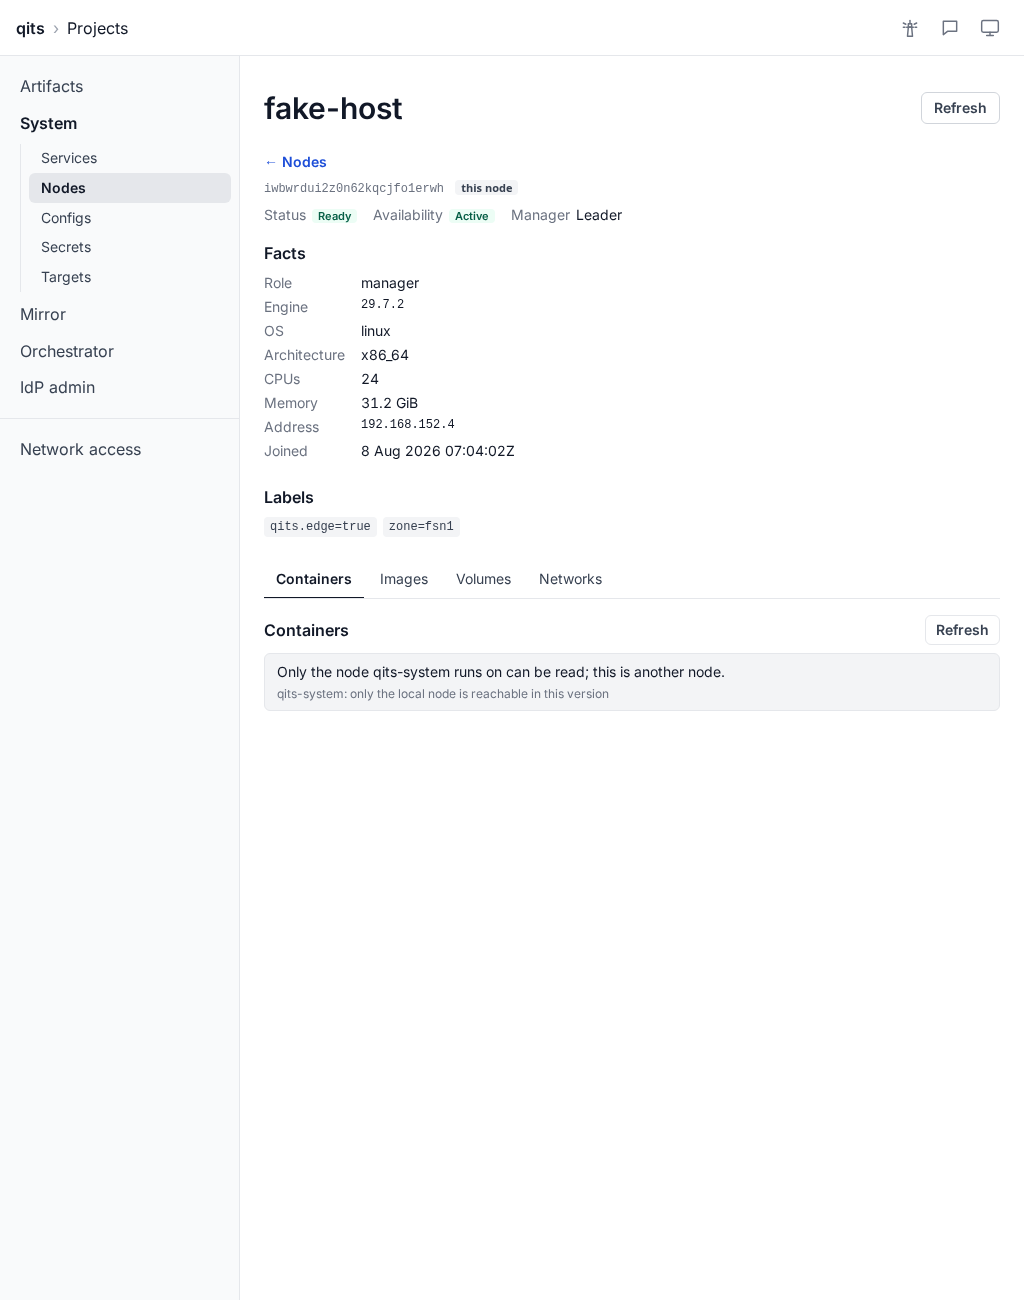 qits › Projects
Artifacts
System
Services
Nodes
Configs
Secrets
Targets
Mirror
Orchestrator
IdP admin
Network access
fake-host
Refresh
← Nodes
iwbwrdui2z0n62kqcjfo1erwh this node
Status Ready Availability Active Manager Leader
Facts
Role manager
Engine 29.7.2
OS linux
Architecture x86_64
CPUs 24
Memory 31.2 GiB
Address 192.168.152.4
Joined 8 Aug 2026 07:04:02Z
Labels
qits.edge=true zone=fsn1
Containers Images Volumes Networks
Containers
Refresh
Only the node qits-system runs on can be read; this is another node.
qits-system: only the local node is reachable in this version